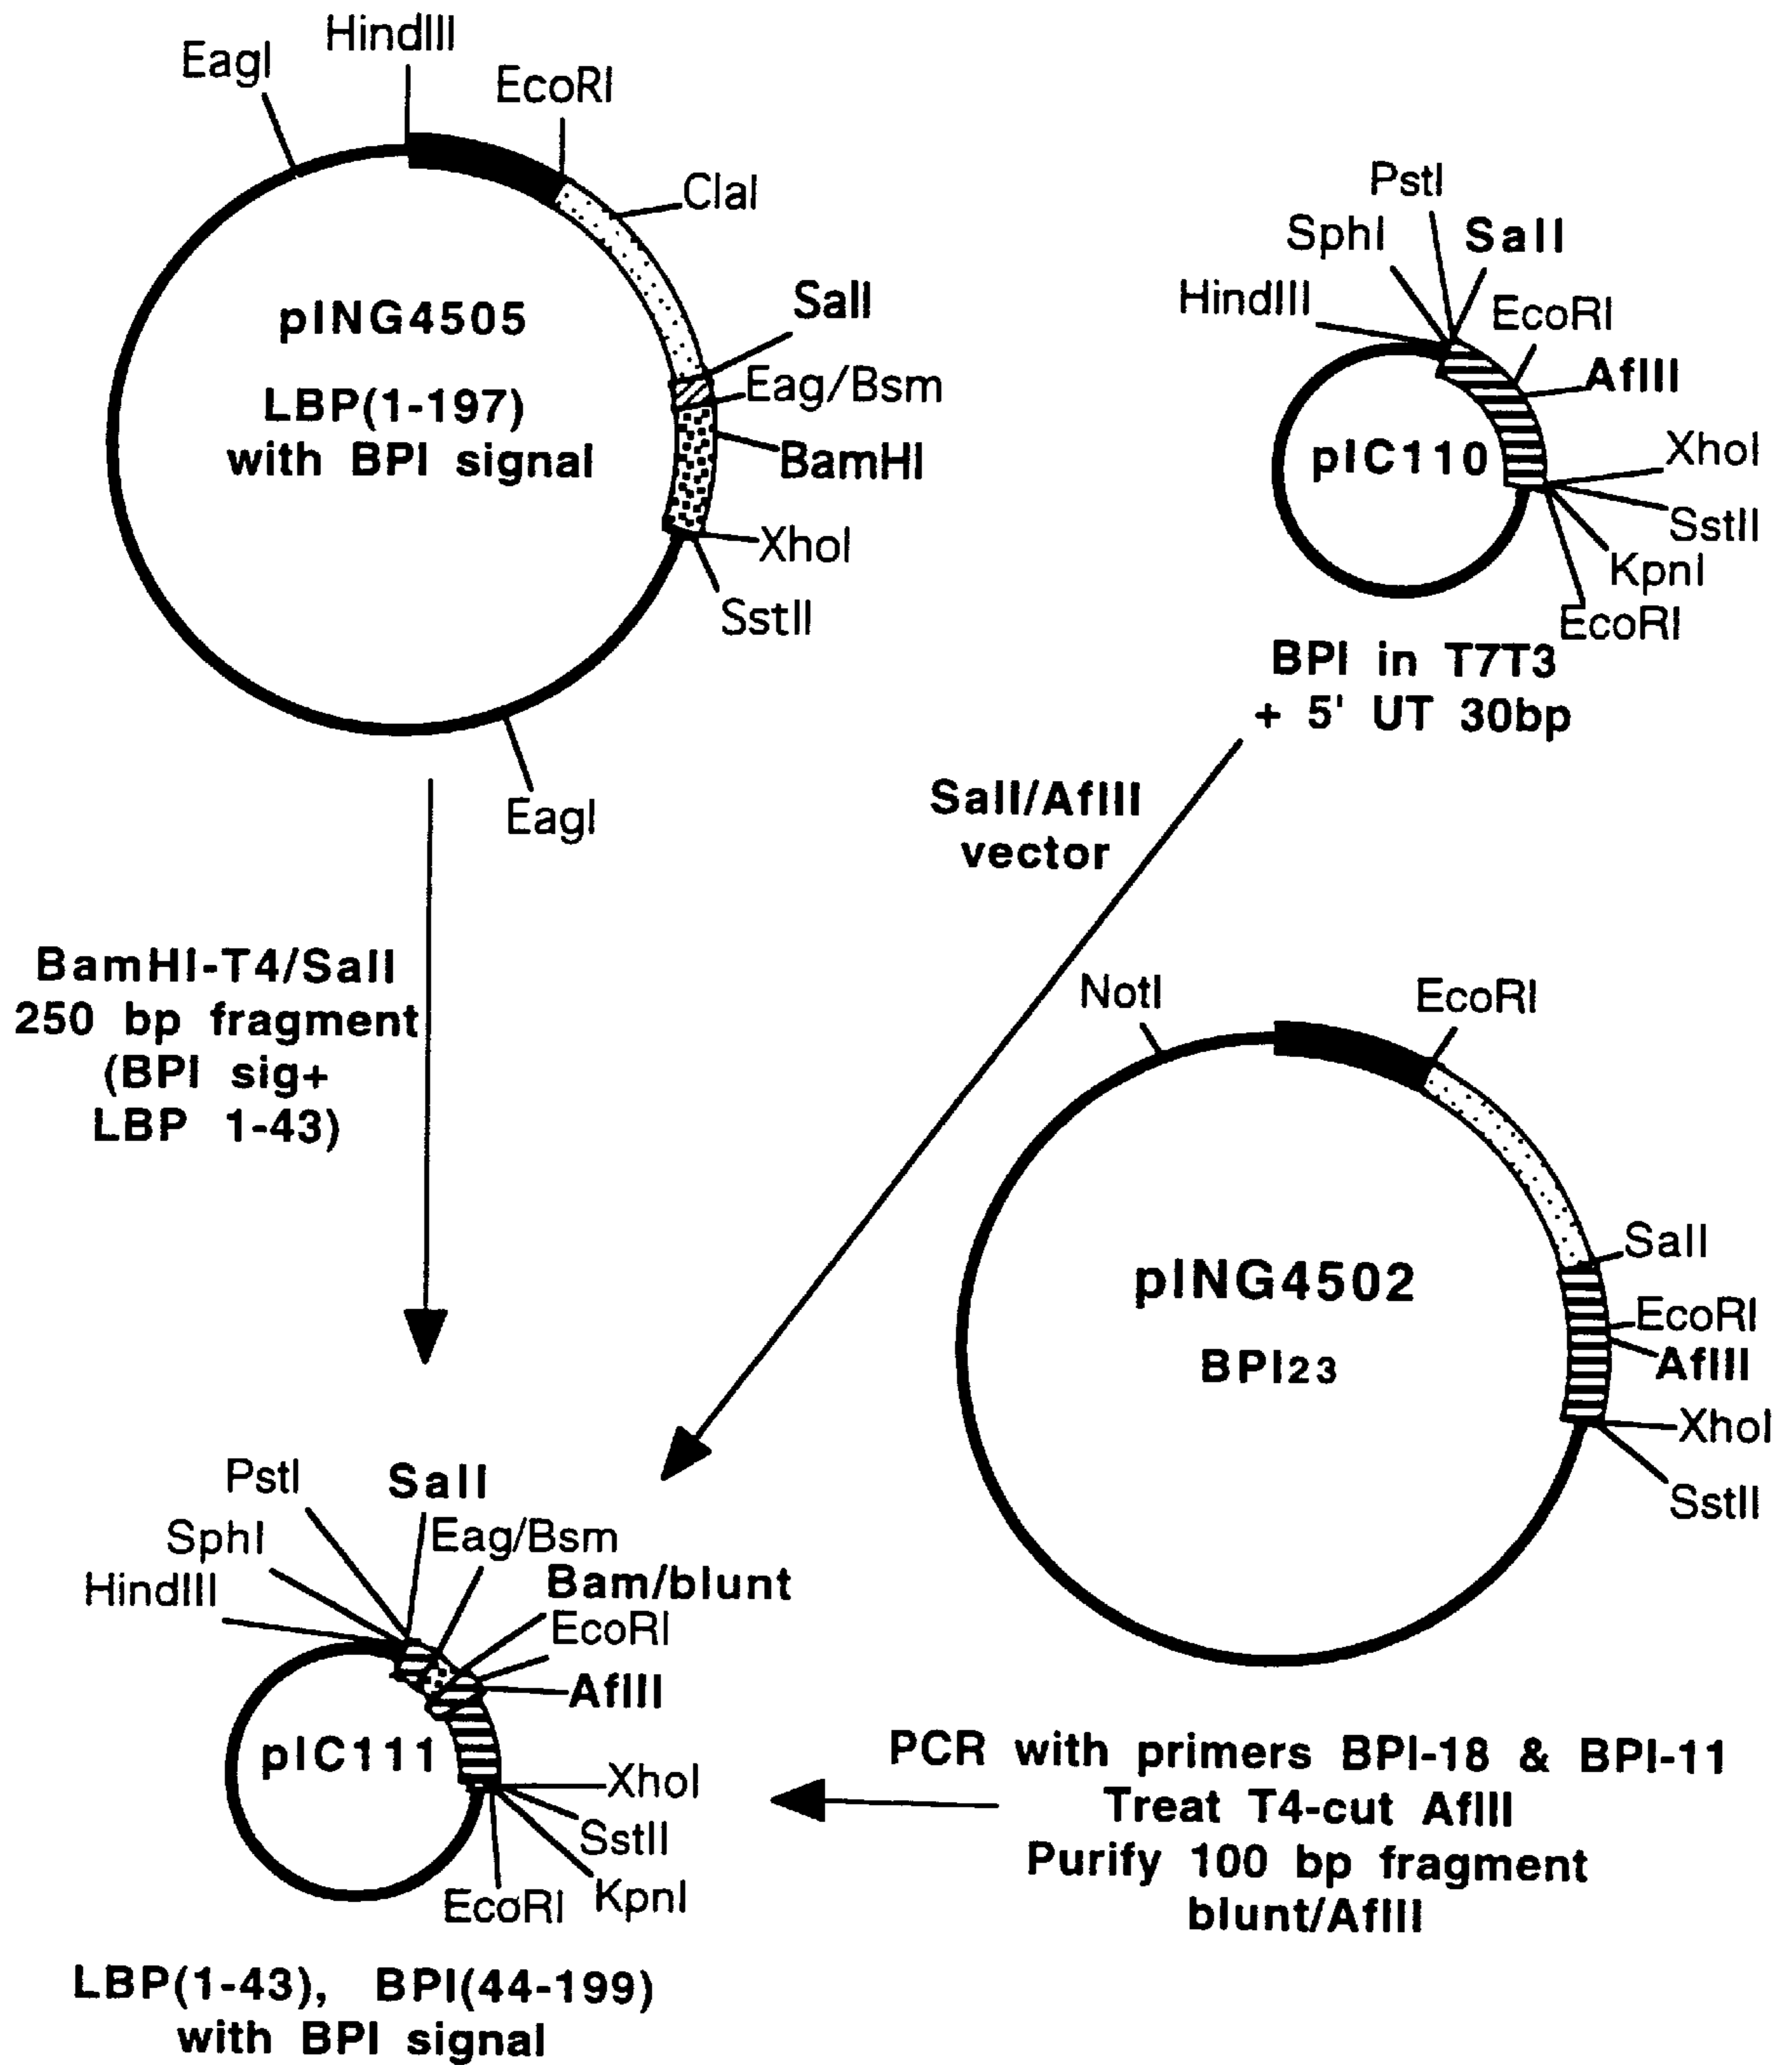 HindIII
EagI
EcoRI
ClaI
SalI
Eag/Bsm
BamHI
XhoI
SstII
EagI
pING4505
LBP(1-197)
with BPI signal
PstI
SphI
SalI
HindIII
EcoRI
AflII
XhoI
SstII
KpnI
EcoRI
pIC110
BPI in T7T3
+ 5' UT 30bp
SalI/AflII
vector
BamHI-T4/SalI
250 bp fragment
(BPI sig+
LBP 1-43)
NotI
EcoRI
SalI
EcoRI
AflII
XhoI
SstII
pING4502
BPI23
PstI
SalI
SphI
Eag/Bsm
HindIII
Bam/blunt
EcoRI
AflII
pIC111
XhoI
SstII
KpnI
EcoRI
PCR with primers BPI-18 & BPI-11
Treat T4-cut AflII
Purify 100 bp fragment
blunt/AflII
LBP(1-43), BPI(44-199)
with BPI signal